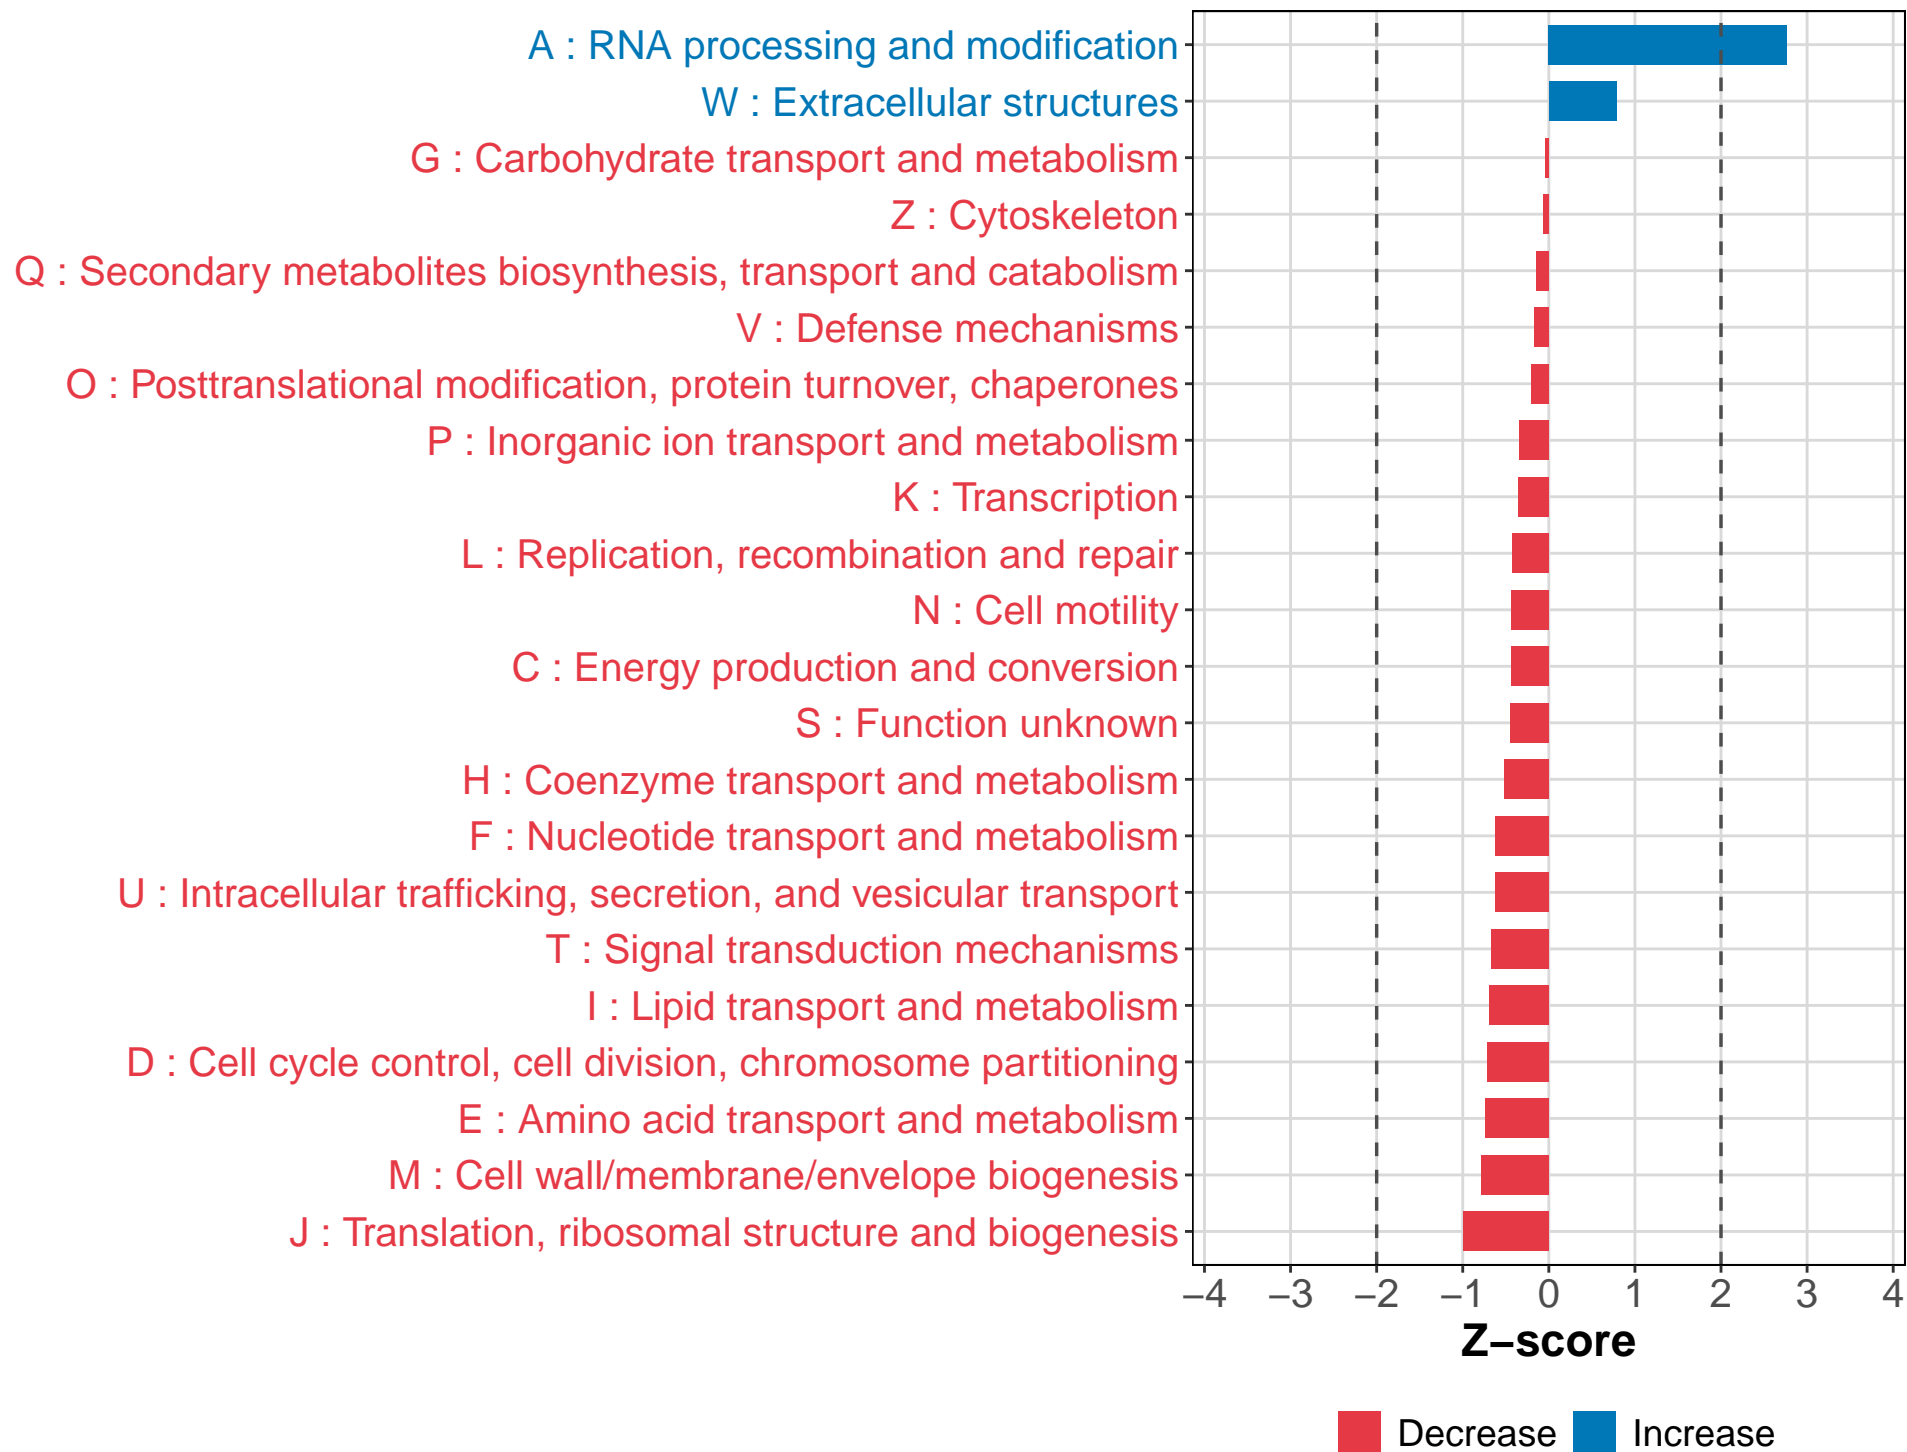 A : RNA processing and modification
W : Extracellular structures
G : Carbohydrate transport and metabolism
Z : Cytoskeleton
Q : Secondary metabolites biosynthesis, transport and catabolism
V : Defense mechanisms
O : Posttranslational modification, protein turnover, chaperones
P : Inorganic ion transport and metabolism
K : Transcription
L : Replication, recombination and repair
N : Cell motility
C : Energy production and conversion
S : Function unknown
H : Coenzyme transport and metabolism
F : Nucleotide transport and metabolism
U : Intracellular trafficking, secretion, and vesicular transport
T : Signal transduction mechanisms
I : Lipid transport and metabolism
D : Cell cycle control, cell division, chromosome partitioning
E : Amino acid transport and metabolism
M : Cell wall/membrane/envelope biogenesis
J : Translation, ribosomal structure and biogenesis
−4 −3 −2 −1 0 1 2 3 4
Z−score
Decrease Increase